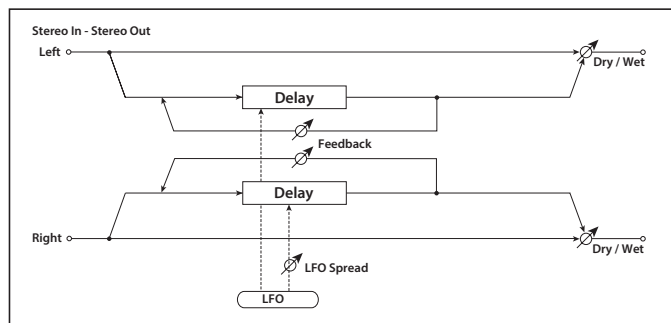 Stereo In - Stereo Out
Left
Dry / Wet
Delay
Feedback
Delay
Right
Dry / Wet
LFO Spread
LFO